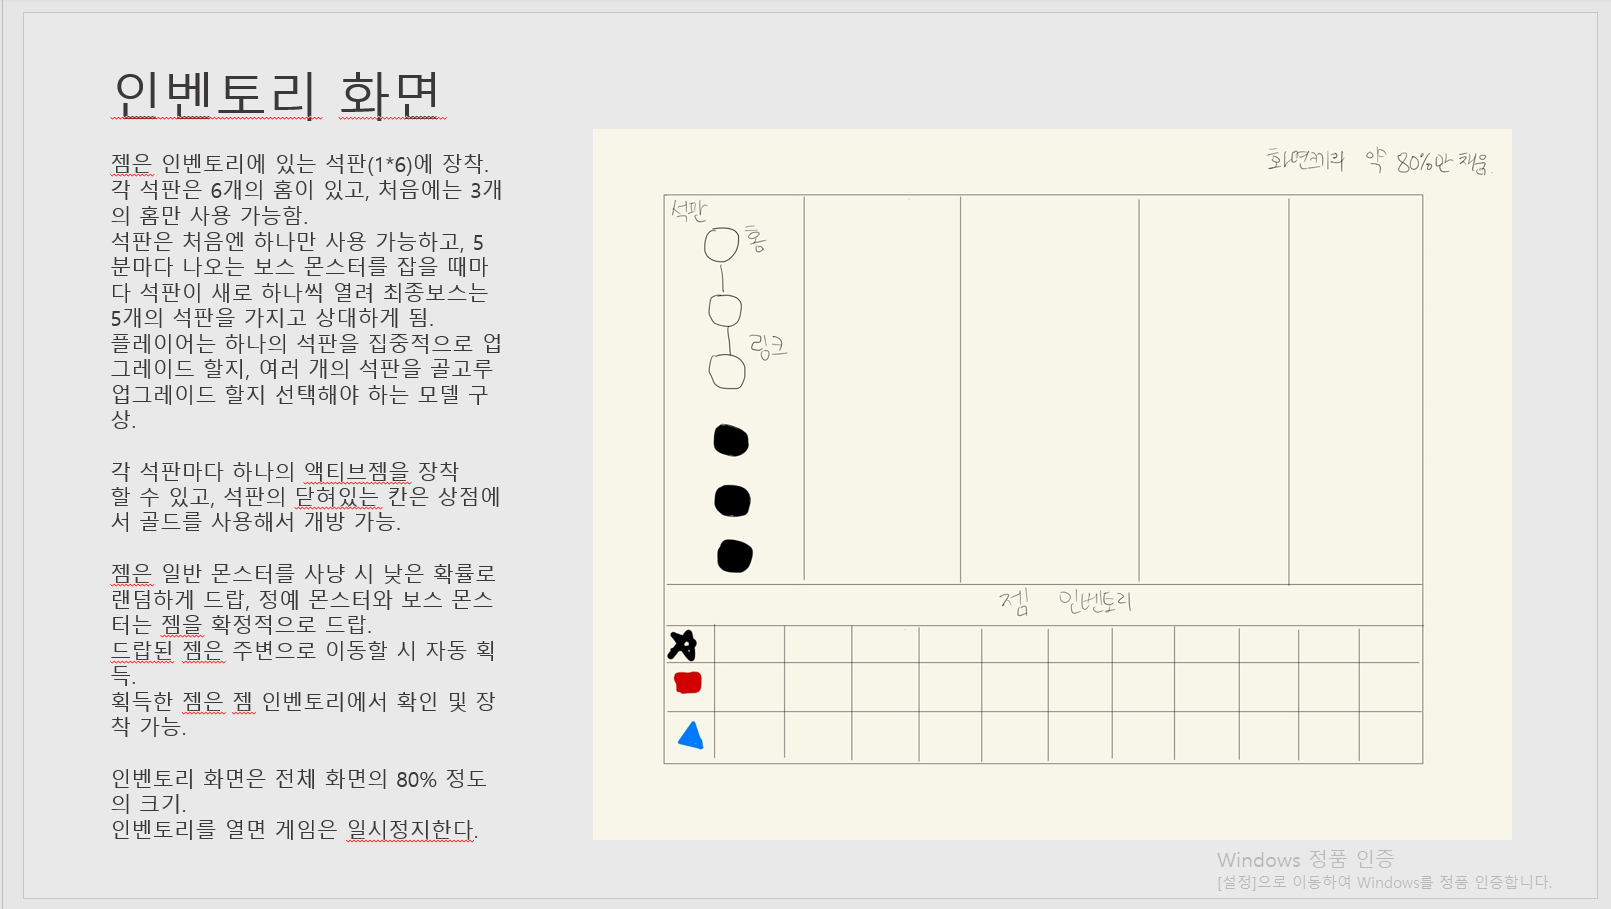 인벤토리 화면
젬은 인벤토리에 있는 석판(1*6)에 장착.
각 석판은 6개의 홈이 있고, 처음에는 3개
의 홈만 사용 가능함.
석판은 처음엔 하나만 사용 가능하고, 5
분마다 나오는 보스 몬스터를 잡을 때마
다 석판이 새로 하나씩 열려 최종보스는
5개의 석판을 가지고 상대하게 됨.
플레이어는 하나의 석판을 집중적으로 업
그레이드 할지, 여러 개의 석판을 골고루
업그레이드 할지 선택해야 하는 모델 구
상.
각 석판마다 하나의 액티브젬을 장착
할 수 있고, 석판의 닫혀있는 칸은 상점에
서 골드를 사용해서 개방 가능.
젬은 일반 몬스터를 사냥 시 낮은 확률로
랜덤하게 드랍, 정예 몬스터와 보스 몬스
터는 젬을 확정적으로 드랍.
드랍된 젬은 주변으로 이동할 시 자동 획
득.
획득한 젬은 젬 인벤토리에서 확인 및 장
착 가능.
인벤토리 화면은 전체 화면의 80% 정도
의 크기.
인벤토리를 열면 게임은 일시정지한다.
화면크기의 약 80%만 채움.
석판
홈
링크
젬 인벤토리
Windows 정품 인증
[설정]으로 이동하여 Windows를 정품 인증합니다.